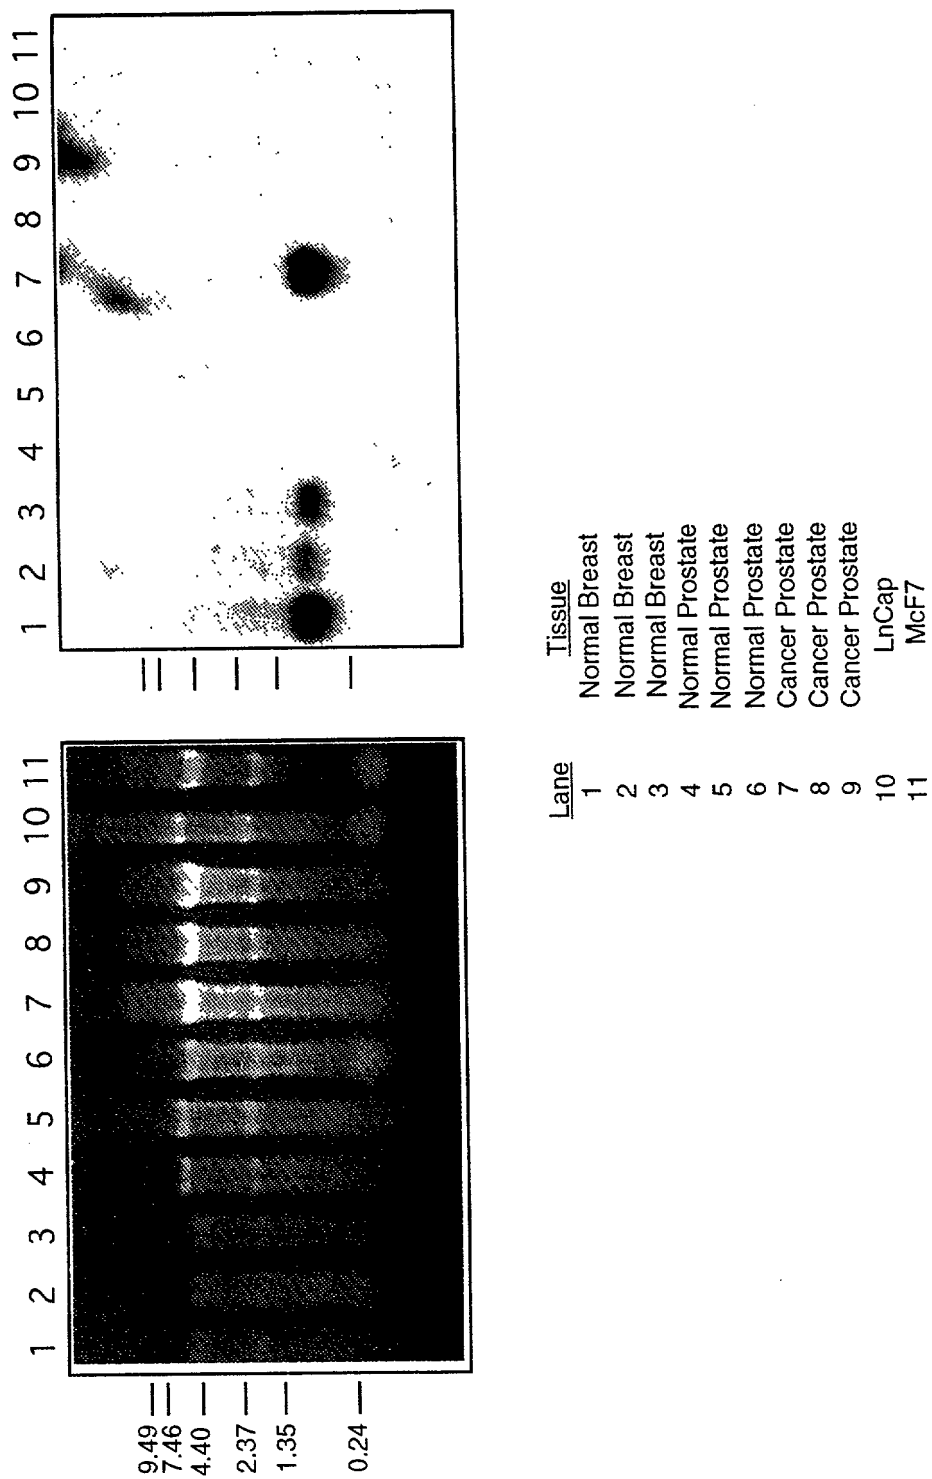 1 2 3 4 5 6 7 8 9 10 11
9.49
7.46
4.40
2.37
1.35
0.24
1 2 3 4 5 6 7 8 9 10 11
Lane Tissue
1 Normal Breast
2 Normal Breast
3 Normal Breast
4 Normal Prostate
5 Normal Prostate
6 Normal Prostate
7 Cancer Prostate
8 Cancer Prostate
9 Cancer Prostate
10 LnCap
11 McF7